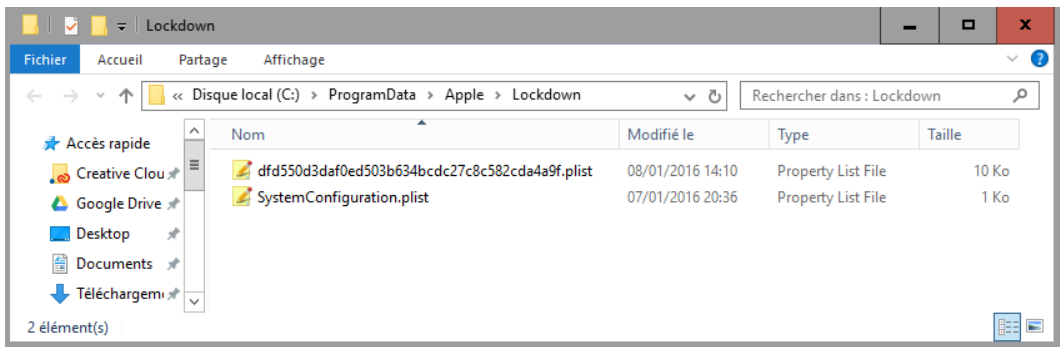 Lockdown
Fichier Accueil Partage Affichage
« Disque local (C:) > ProgramData > Apple > Lockdown
Rechercher dans : Lockdown
Nom Modifié le Type Taille
Accès rapide
Creative Clou
Google Drive
Desktop
Documents
Téléchargem
dfd550d3daf0ed503b634bcdc27c8c582cda4a9f.plist 08/01/2016 14:10 Property List File 10 Ko
SystemConfiguration.plist 07/01/2016 20:36 Property List File 1 Ko
2 élément(s)